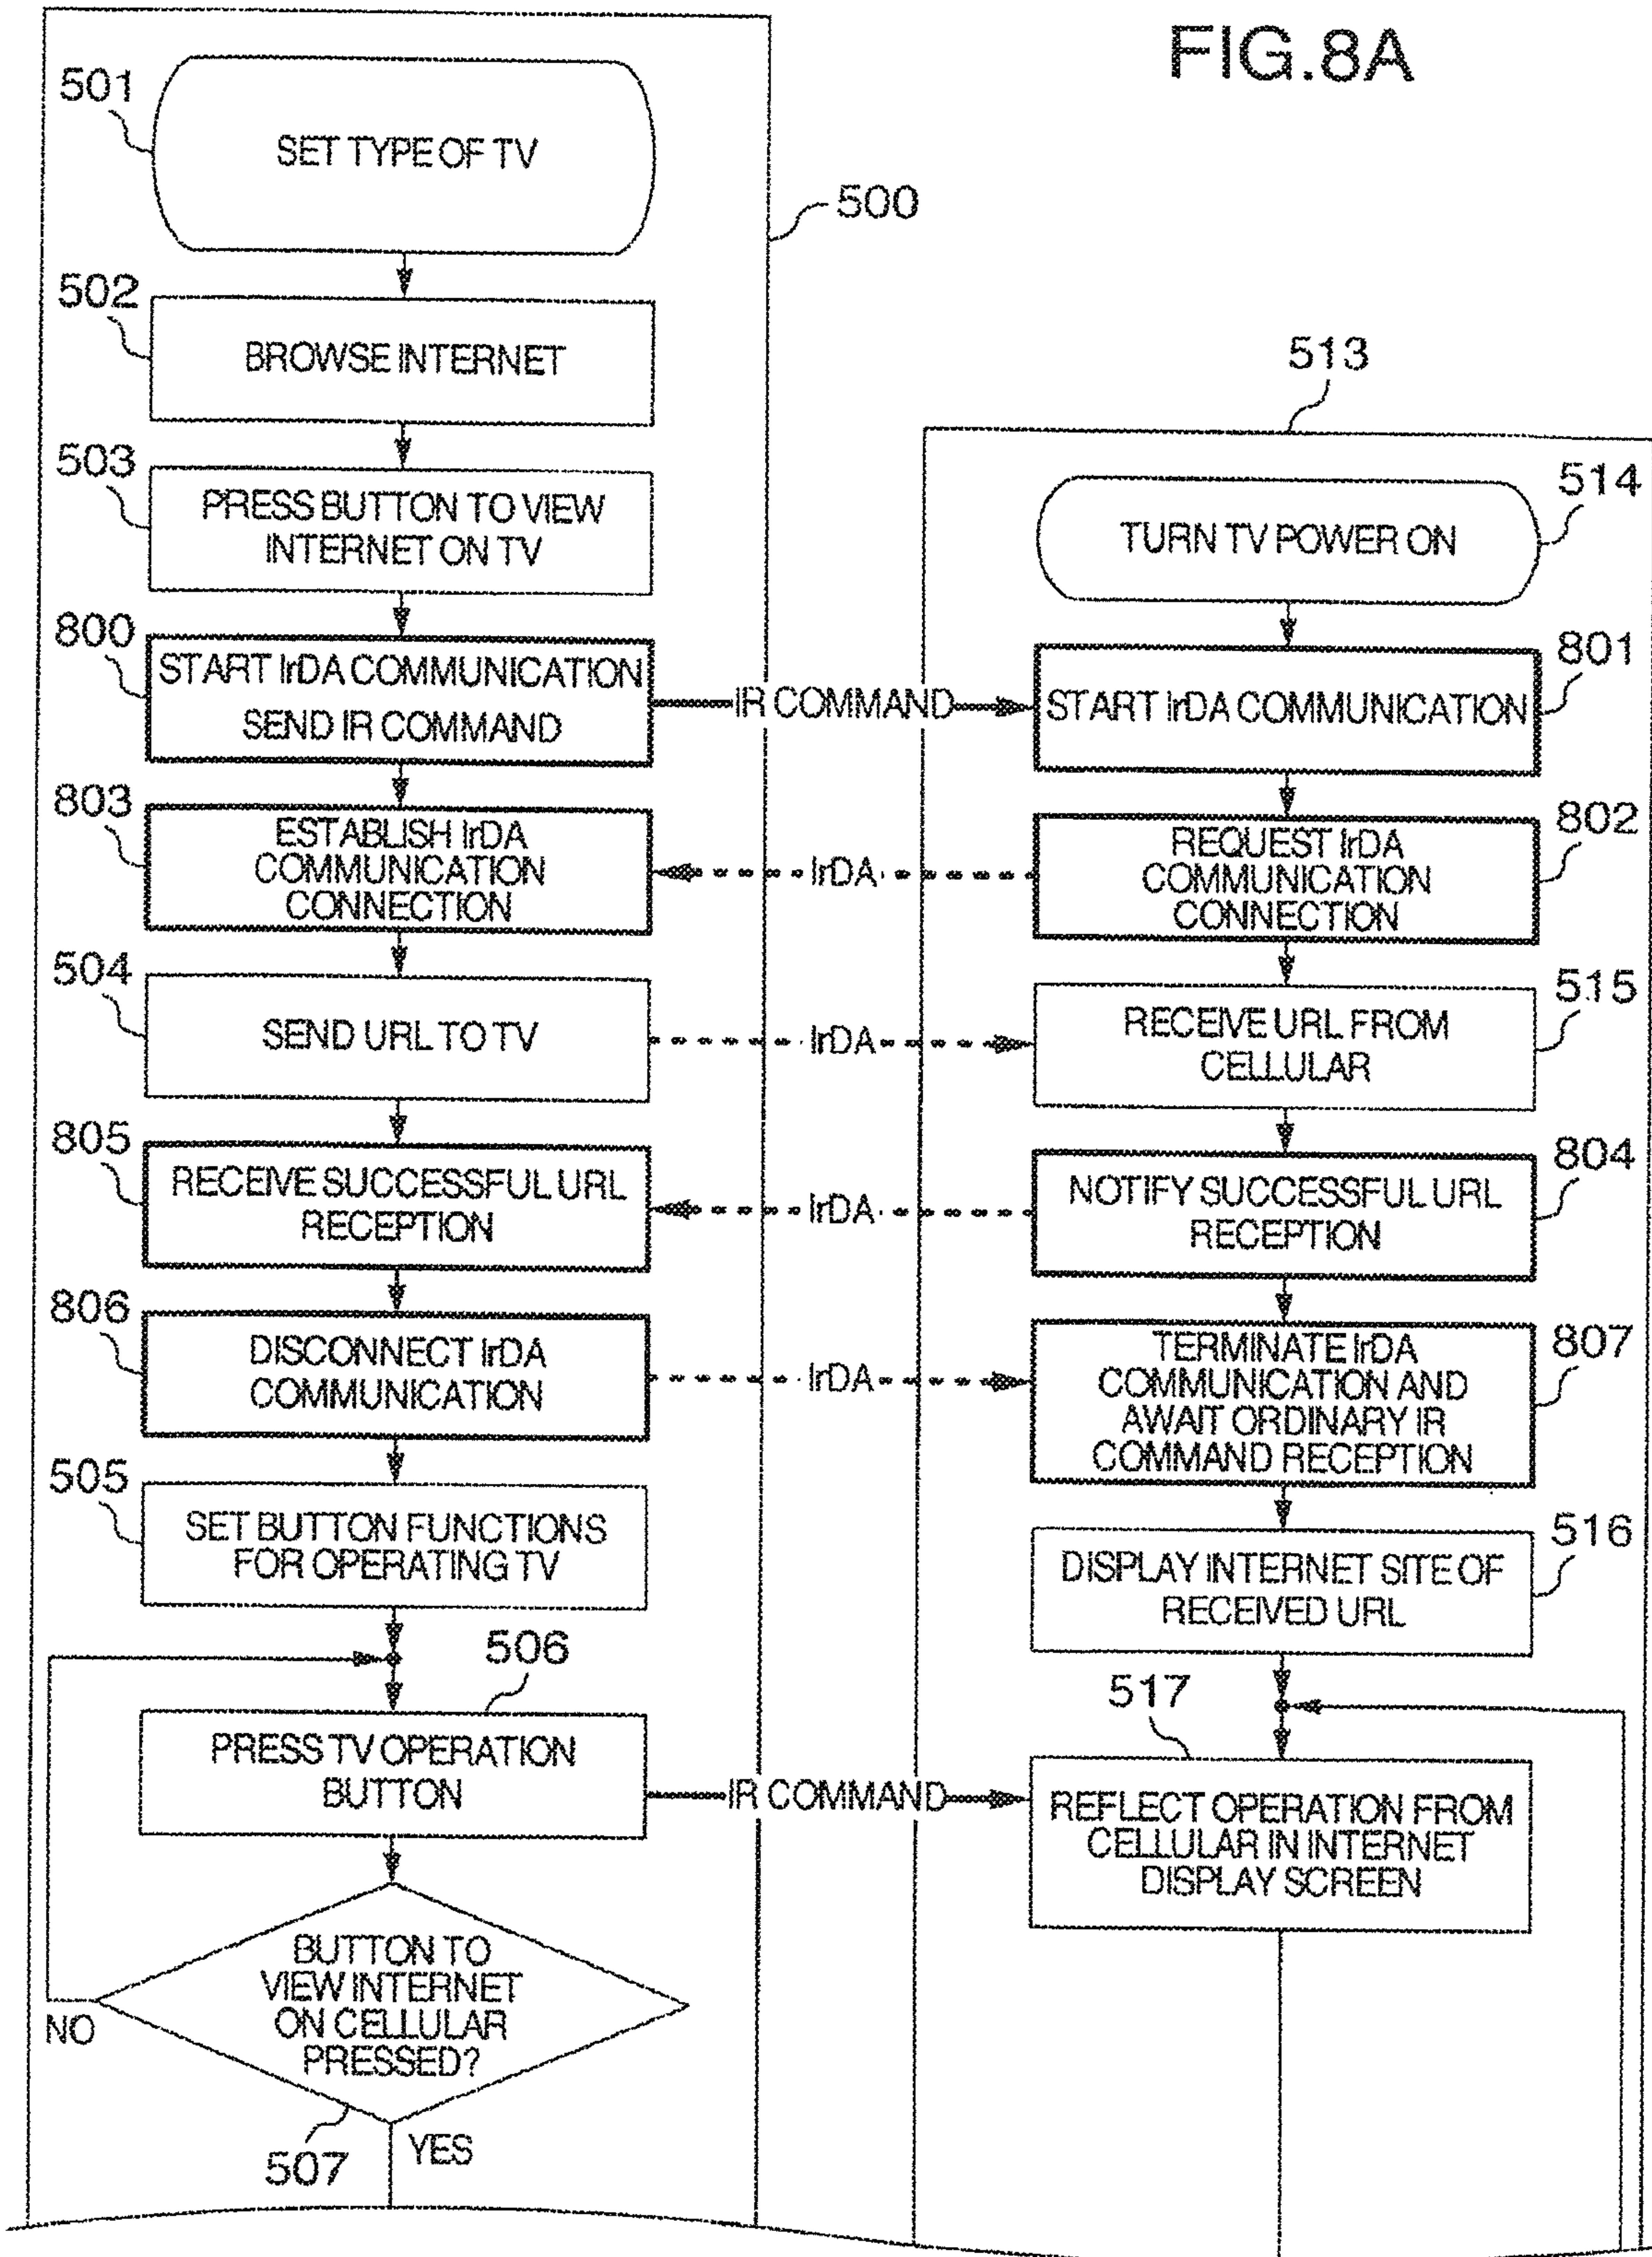 FIG.8A
500
501
SET TYPE OF TV
502
BROWSE INTERNET
503
PRESS BUTTON TO VIEW
INTERNET ON TV
800
START IrDA COMMUNICATION
SEND IR COMMAND
IR COMMAND
803
ESTABLISH IrDA
COMMUNICATION
CONNECTION
IrDA
504
SEND URL TO TV
IrDA
805
RECEIVE SUCCESSFUL URL
RECEPTION
IrDA
806
DISCONNECT IrDA
COMMUNICATION
IrDA
505
SET BUTTON FUNCTIONS
FOR OPERATING TV
506
PRESS TV OPERATION
BUTTON
IR COMMAND
BUTTON TO
VIEW INTERNET
ON CELLULAR
PRESSED?
NO
507
YES
513
514
TURN TV POWER ON
801
START IrDA COMMUNICATION
802
REQUEST IrDA
COMMUNICATION
CONNECTION
515
RECEIVE URL FROM
CELLULAR
804
NOTIFY SUCCESSFUL URL
RECEPTION
807
TERMINATE IrDA
COMMUNICATION AND
AWAIT ORDINARY IR
COMMAND RECEPTION
516
DISPLAY INTERNET SITE OF
RECEIVED URL
517
REFLECT OPERATION FROM
CELLULAR IN INTERNET
DISPLAY SCREEN